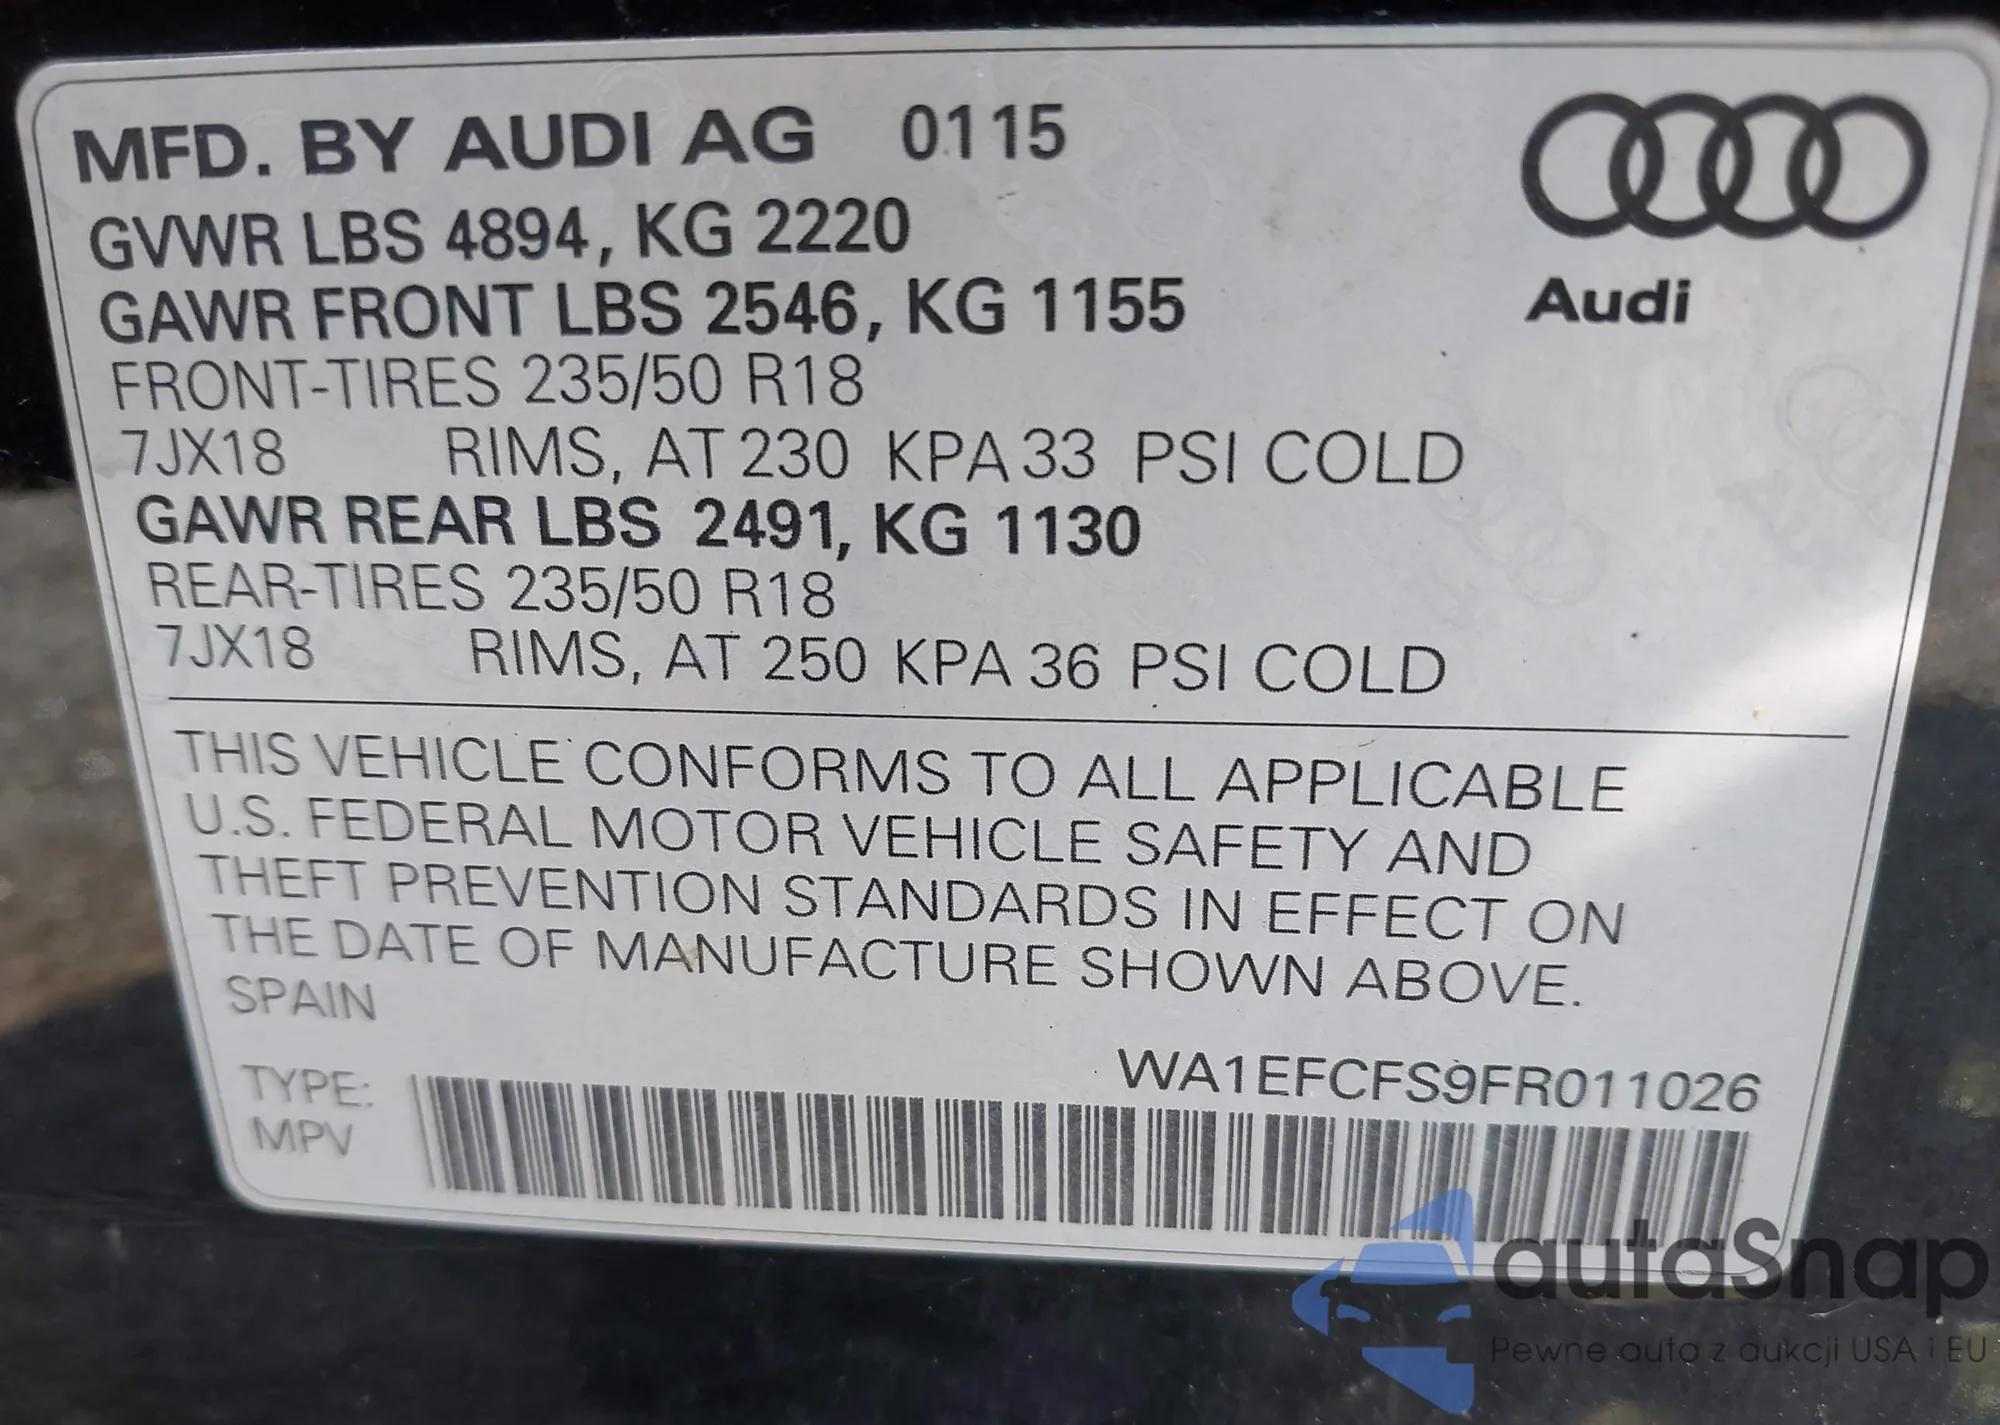 MFD. BY AUDI AG 0115
GVWR LBS 4894, KG 2220
GAWR FRONT LBS 2546, KG 1155
FRONT-TIRES 235/50 R18
7JX18 RIMS, AT 230 KPA 33 PSI COLD
GAWR REAR LBS 2491, KG 1130
REAR-TIRES 235/50 R18
7JX18 RIMS, AT 250 KPA 36 PSI COLD
Audi
THIS VEHICLE CONFORMS TO ALL APPLICABLE
U.S. FEDERAL MOTOR VEHICLE SAFETY AND
THEFT PREVENTION STANDARDS IN EFFECT ON
THE DATE OF MANUFACTURE SHOWN ABOVE.
SPAIN
WA1EFCFS9FR011026
TYPE:
MPV
autaSnap
Pewne auta z aukcji USA i EU